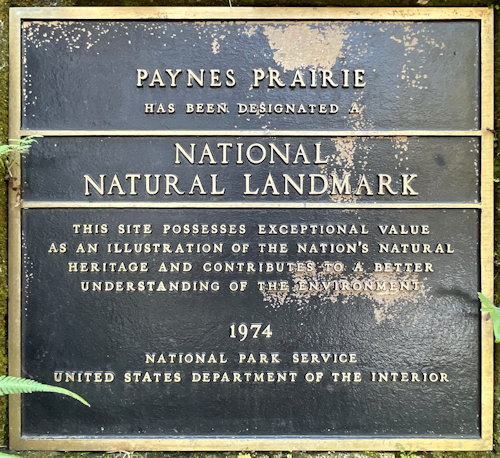 PAYNES PRAIRIE
HAS BEEN DESIGNATED A
NATIONAL
NATURAL LANDMARK
THIS SITE POSSESSES EXCEPTIONAL VALUE
AS AN ILLUSTRATION OF THE NATION'S NATURAL
HERITAGE AND CONTRIBUTES TO A BETTER
UNDERSTANDING OF THE ENVIRONMENT
1974
NATIONAL PARK SERVICE
UNITED STATES DEPARTMENT OF THE INTERIOR